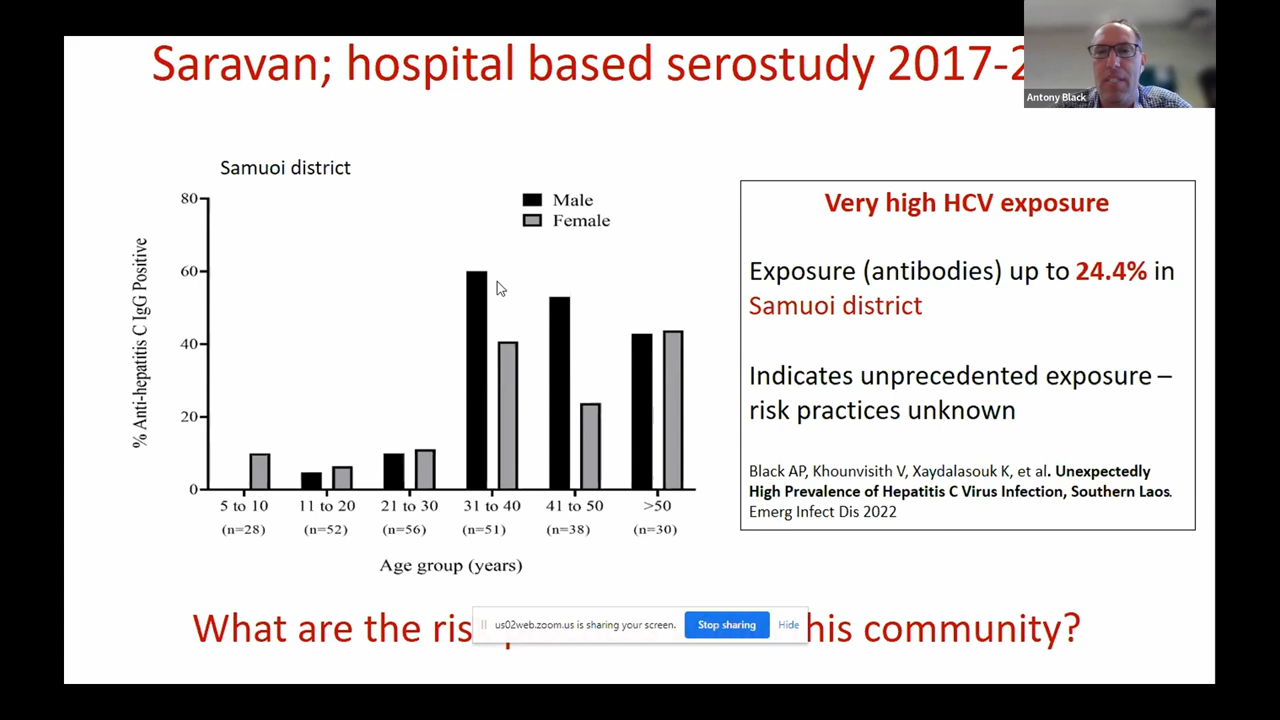 Saravan; hospital based serostudy 2017-2
Antony Black
Samuoi district
Male
Female
% Anti-hepatitis C IgG Positive
80
60
40
20
0
5 to 10
11 to 20
21 to 30
31 to 40
41 to 50
>50
(n=28)
(n=52)
(n=56)
(n=51)
(n=38)
(n=30)
Age group (years)
Very high HCV exposure
Exposure (antibodies) up to 24.4% in
Samuoi district
Indicates unprecedented exposure –
risk practices unknown
Black AP, Khounvisith V, Xaydalasouk K, et al. Unexpectedly
High Prevalence of Hepatitis C Virus Infection, Southern Laos.
Emerg Infect Dis 2022
What are the community?
us02web.zoom.us is sharing your screen.
Stop sharing
Hide